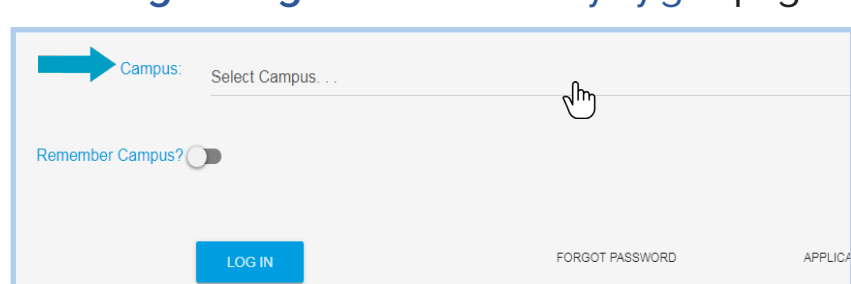 Campus:
Select Campus. . .
Remember Campus?
LOG IN
FORGOT PASSWORD